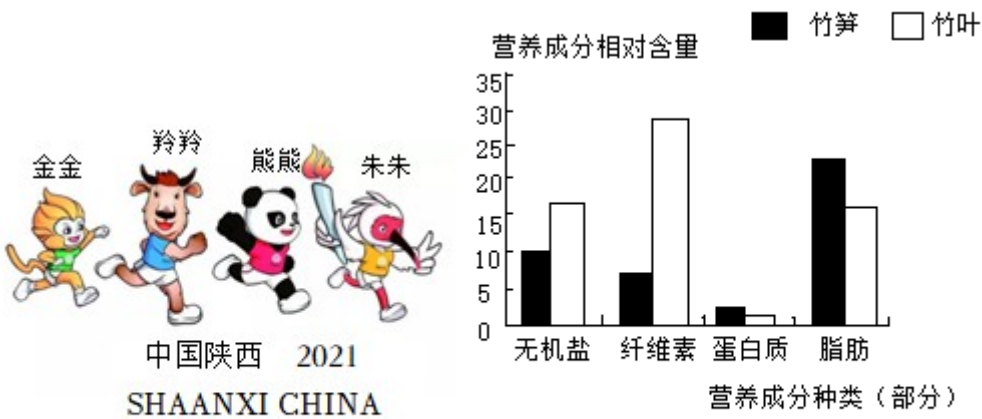 竹笋 竹叶
营养成分相对含量
35
30
25
20
15
10
5
0
无机盐 纤维素 蛋白质 脂肪
营养成分种类（部分）
金金 羚羚 熊熊 朱朱
中国陕西 2021
SHAANXI CHINA